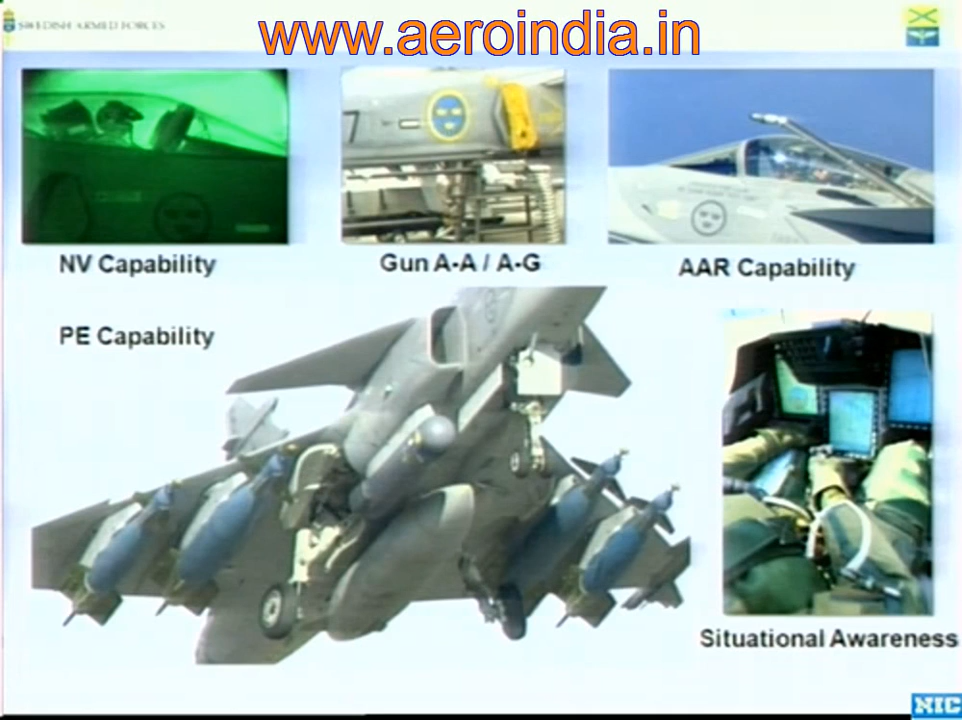 SWEDISH ARMED FORCES
www.aeroindia.in
NV Capability
Gun A-A / A-G
AAR Capability
PE Capability
Situational Awareness
NIC